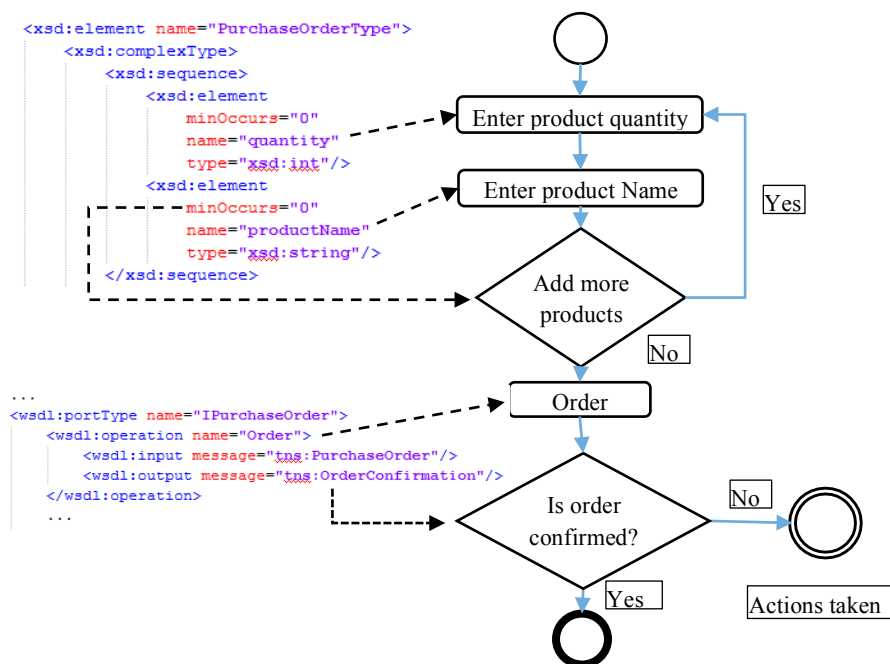 <xsd:element name="PurchaseOrderType">
<xsd:complexType>
<xsd:sequence>
<xsd:element
minOccurs="0"
name="quantity"
type="xsd:int"/>
<xsd:element
minOccurs="0"
name="productName"
type="xsd:string"/>
</xsd:sequence>
...
<wsdl:portType name="IPurchaseOrder">
<wsdl:operation name="Order">
<wsdl:input message="tns:PurchaseOrder"/>
<wsdl:output message="tns:OrderConfirmation"/>
</wsdl:operation>
...
Enter product quantity
Enter product Name
Yes
Add more
products
No
Order
Is order
confirmed?
No
Yes
Actions taken